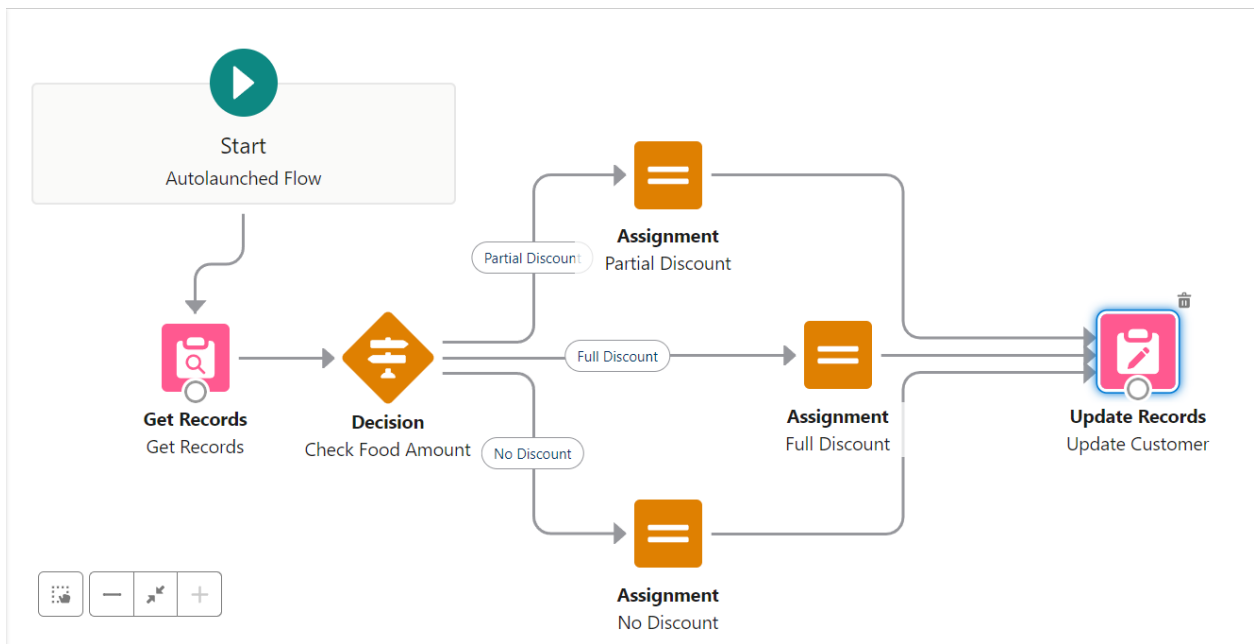 Start
Autolaunched Flow
Assignment
Partial Discount
Partial Discount
Full Discount
Get Records
Get Records
Decision
Check Food Amount
No Discount
Assignment
Full Discount
Update Records
Update Customer
Assignment
No Discount